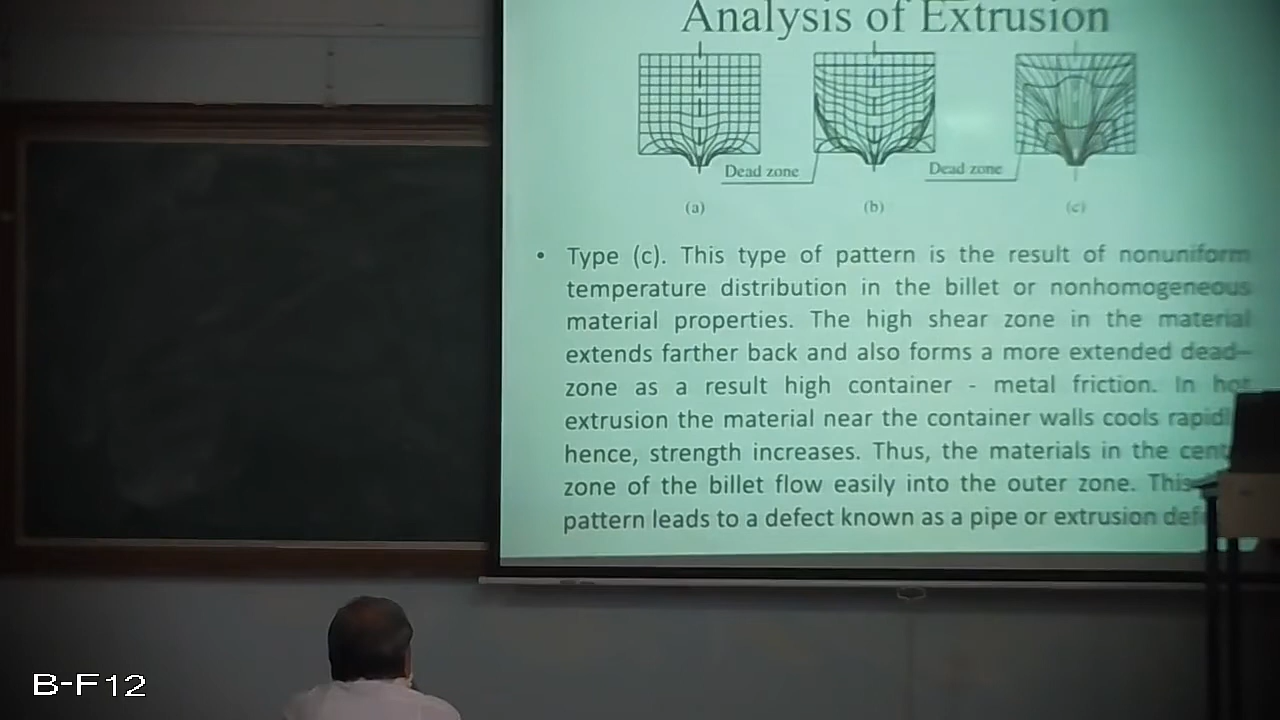 Analysis of Extrusion
Dead zone
Dead zone
(a)
(b)
(c)
• Type (c). This type of pattern is the result of nonuniform
temperature distribution in the billet or nonhomogeneous
material properties. The high shear zone in the material
extends farther back and also forms a more extended dead–
zone as a result high container - metal friction. In hot
extrusion the material near the container walls cools
hence, strength increases. Thus, the materials in the
zone of the billet flow easily into the outer zone. This
pattern leads to a defect known as a pipe or extrusion
B-F12